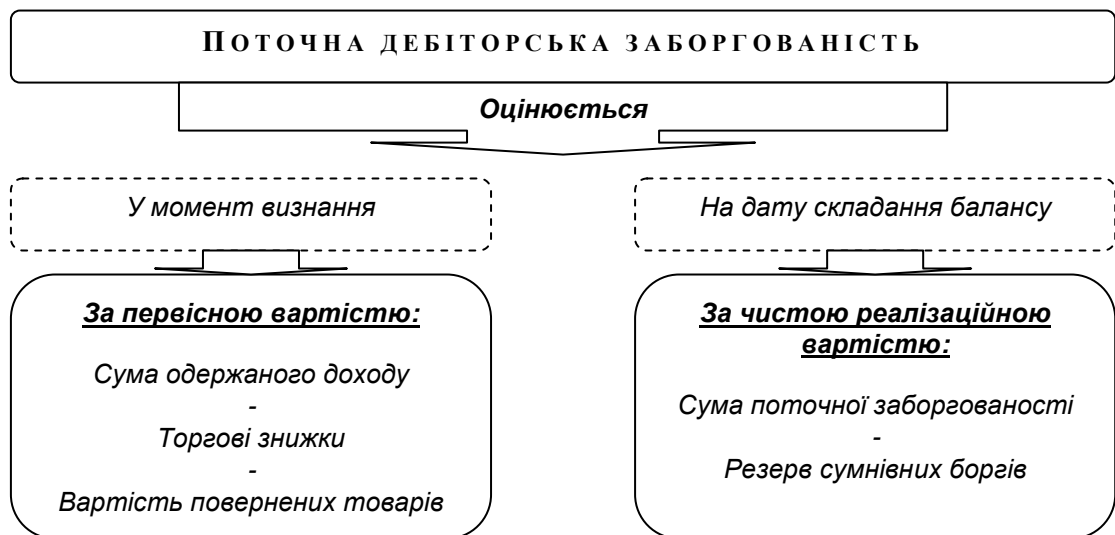 ПОТОЧНА ДЕБІТОРСЬКА ЗАБОРГОВАНІСТЬ
Оцінюється
У момент визнання
На дату складання балансу
За первісною вартістю:
Сума одержаного доходу
-
Торгові знижки
-
Вартість повернених товарів
За чистою реалізаційною
вартістю:
Сума поточної заборгованості
-
Резерв сумнівних боргів